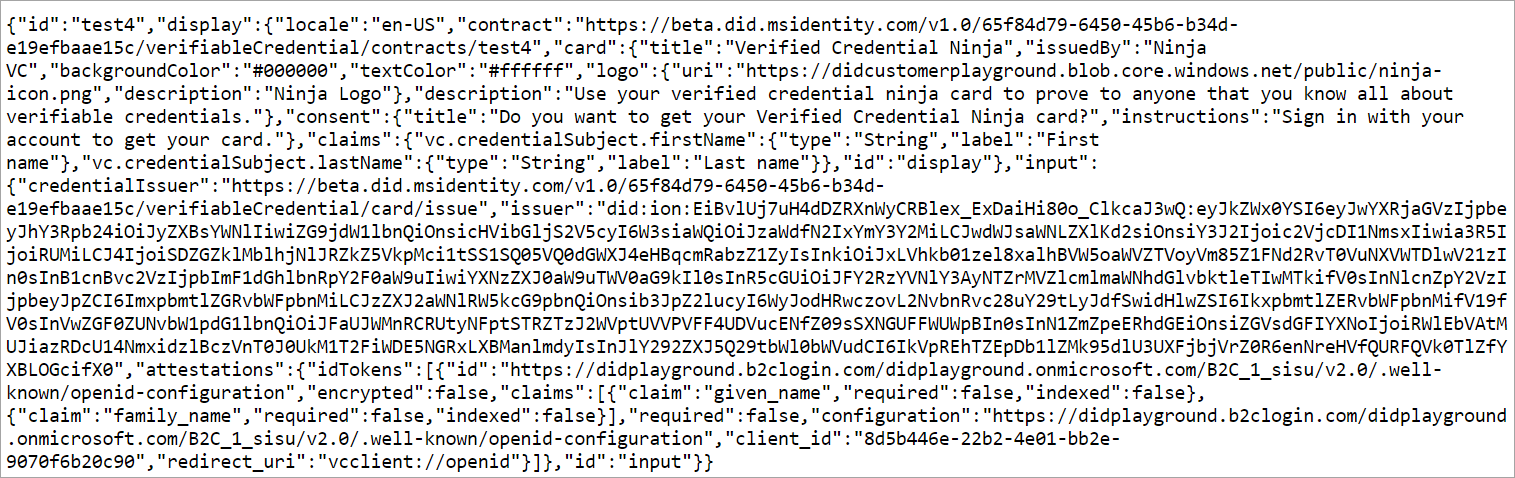 {"id":"test4","display":{"locale":"en-US","contract":"https://beta.did.msidentity.com/v1.0/65f84d79-6450-45b6-b34d-
e19efbaae15c/verifiableCredential/contracts/test4","card":{"title":"Verified Credential Ninja","issuedBy":"Ninja
VC","backgroundColor":"#000000","textColor":"#ffffff","logo":{"uri":"https://didcustomerplayground.blob.core.windows.net/public/ninja-
icon.png","description":"Ninja Logo"},"description":"Use your verified credential ninja card to prove to anyone that you know all about
verifiable credentials."},"consent":{"title":"Do you want to get your Verified Credential Ninja card?","instructions":"Sign in with your
account to get your card."},"claims":{"vc.credentialSubject.firstName":{"type":"String","label":"First
name"},"vc.credentialSubject.lastName":{"type":"String","label":"Last name"}},"id":"display"},"input":
{"credentialIssuer":"https://beta.did.msidentity.com/v1.0/65f84d79-6450-45b6-b34d-
e19efbaae15c/verifiableCredential/card/issue","issuer":"did:ion:EiBvlUj7uH4dDZRXnWyCRBlex_ExDaiHi80o_ClkcaJ3wQ:eyJkZWx0YSI6eyJwYXRjaGVzIjpbe
yJhY3Rpb24iOiJyZXBsYWNlIiwiZG9jdW1lbnQiOnsicHVibGljS2V5cyI6W3siaWQiOiJzaWdfN2IxYmY3Y2MiLCJwdWJsaWNLZXlKd2siOnsiY3J2Ijoic2VjcDI1NmsxIiwia3R5I
joiRUMiLCJ4IjoiSDZGZklMblhjNlJRZkZ5VkpMci1tSS1SQ05VQ0dGWXJ4eHBqcmRabzZ1ZyIsInkiOiJxLVhkb01zel8xalhBVW5oaWVZTVoyVm85Z1FNd2RvT0VuNXVWTDlwV21zI
n0sInB1cnBvc2VzIjpbImF1dGhlbnRpY2F0aW9uIiwiYXNzZXJ0aW9uTWV0aG9kIl0sInR5cGUiOiJFY2RzYVNlY3AyNTZrMVZlcmlmaWNhdGlvbktleTIwMTkifV0sInNlcnZpY2VzI
jpbeyJpZCI6ImxpbmtlZGRvbWFpbnMiLCJzZXJ2aWNlRW5kcG9pbnQiOnsib3JpZ2lucyI6WyJodHRwczovL2NvbnRvc28uY29tLyJdfSwidHlwZSI6IkxpbmtlZERvbWFpbnMifV19f
V0sInVwZGF0ZUNvbW1pdG1lbnQiOiJFaUJWMnRCRUtyNFptSTRZTzJ2WVptUVVPVFF4UDVucENfZ09sSXNGUFFWUWpBIn0sInN1ZmZpeERhdGEiOnsiZGVsdGFIYXNoIjoiRWlEbVAtM
UJiazRDcU14NmxidzlBczVnT0J0UkM1T2FiWDE5NGRxLXBManlmdyIsInJlY292ZXJ5Q29tbWl0bWVudCI6IkVpREhTZEpDb1lZMk95dlU3UXFjbjVrZ0R6enNreHVfQURFQVk0TlZfY
XBLOGcifX0","attestations":{"idTokens":[{"id":"https://didplayground.b2clogin.com/didplayground.onmicrosoft.com/B2C_1_sisu/v2.0/.well-
known/openid-configuration","encrypted":false,"claims":[{"claim":"given_name","required":false,"indexed":false},
{"claim":"family_name","required":false,"indexed":false}],"required":false,"configuration":"https://didplayground.b2clogin.com/didplayground
.onmicrosoft.com/B2C_1_sisu/v2.0/.well-known/openid-configuration","client_id":"8d5b446e-22b2-4e01-bb2e-
9070f6b20c90","redirect_uri":"vcclient://openid"}]},"id":"input"}}